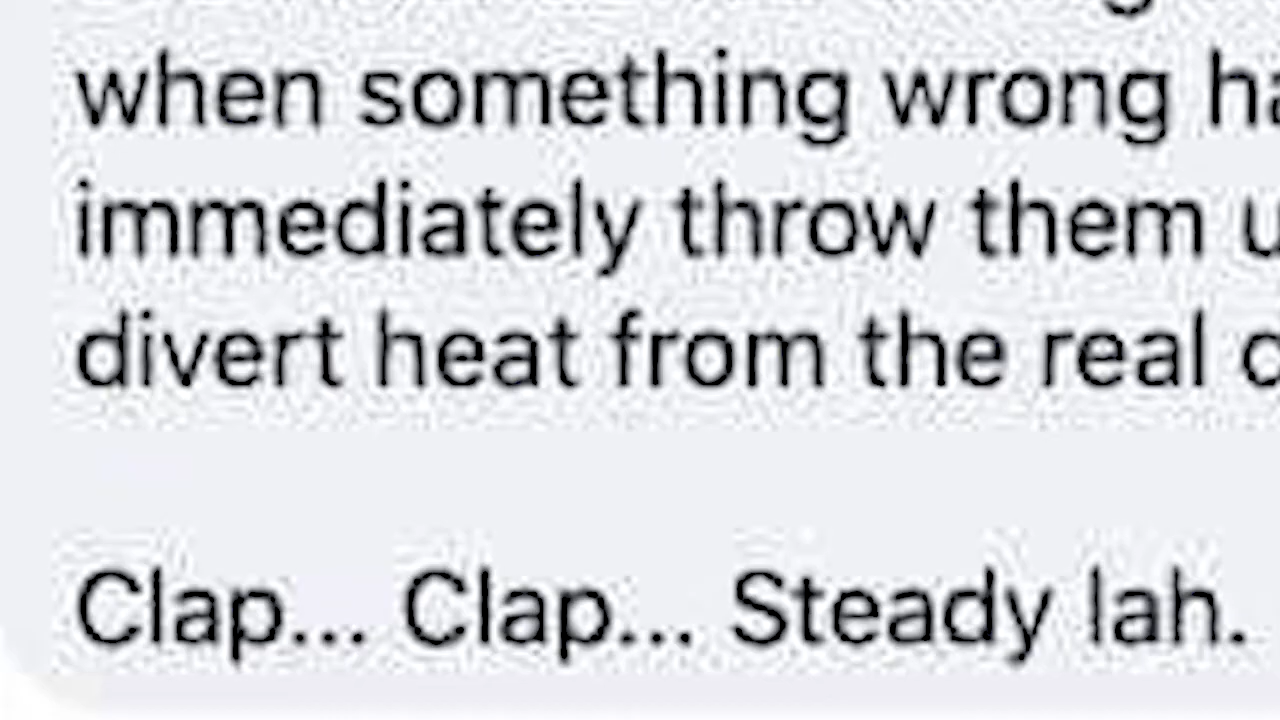 when something wrong
immediately throw them
divert heat from the real
Clap... Clap... Steady lah.